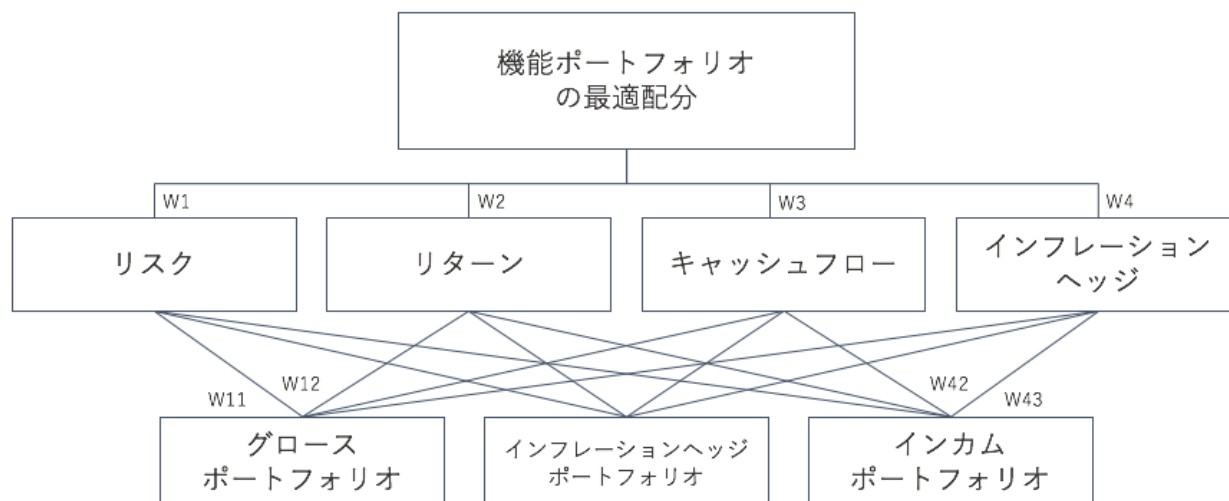 機能ポートフォリオ
の最適配分
W1
W2
W3
W4
リスク
リターン
キャッシュフロー
インフレーション
ヘッジ
W11
W12
W42
W43
グロース
ポートフォリオ
インフレーションヘッジ
ポートフォリオ
インカム
ポートフォリオ